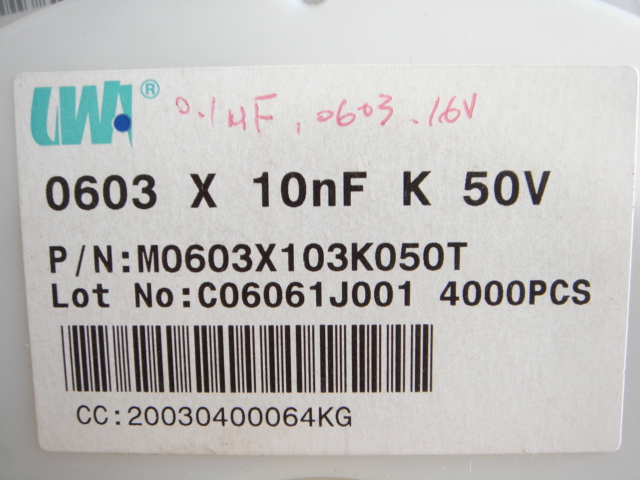 UWA ® 0.1µF, 0603.16V
0603 X 10nF K 50V
P/N:M0603X103K050T
Lot No:C06061J001 4000PCS
CC:20030400064KG